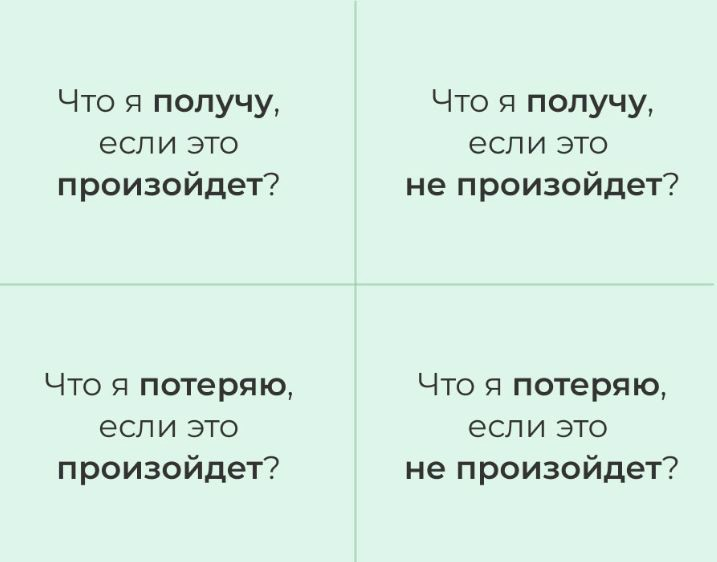 Что я получу,
если это
произойдет?
Что я получу,
если это
не произойдет?
Что я потеряю,
если это
произойдет?
Что я потеряю,
если это
не произойдет?